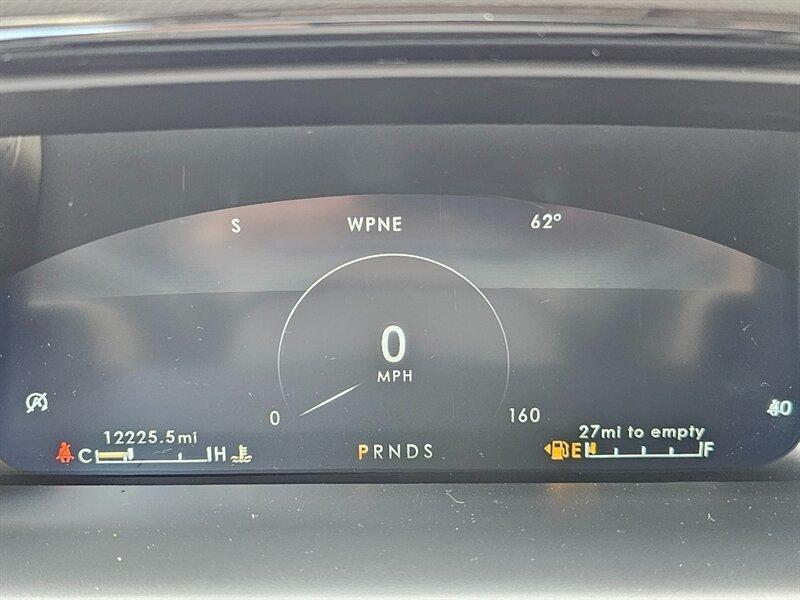 S WPNE 62°
0
MPH
0 160
12225.5mi 27mi to empty
C H PRNDS E F